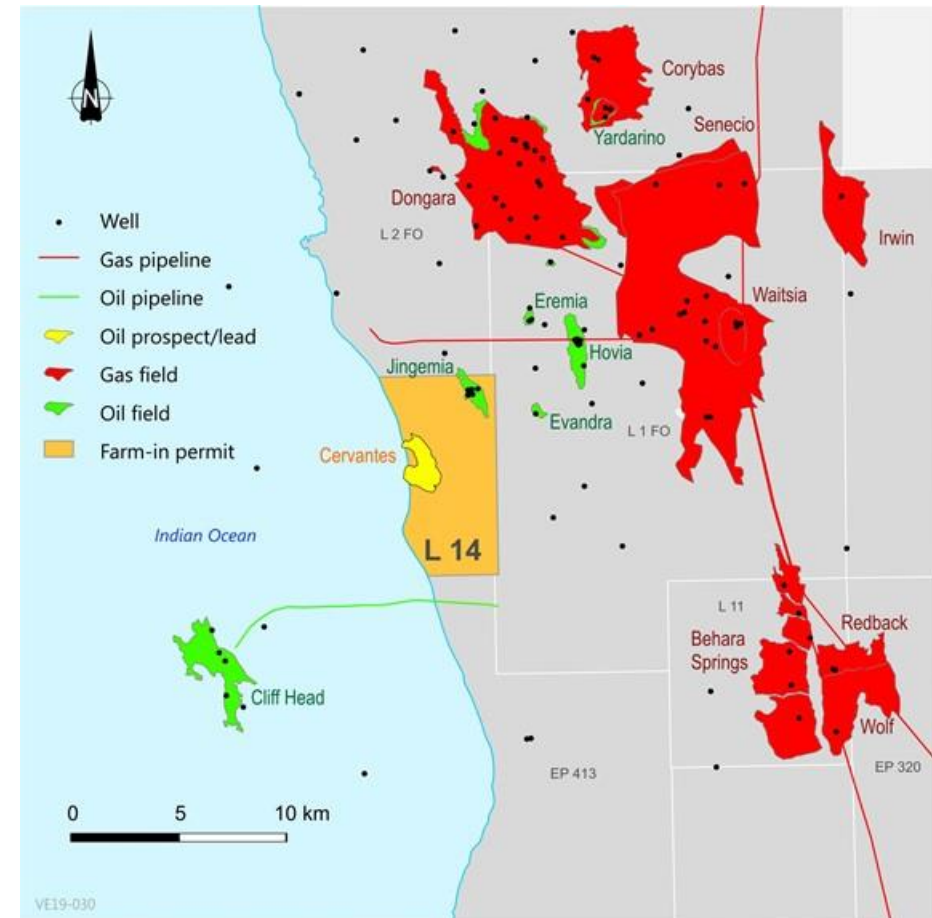 N
Corybas
Senecio
Yardarino
Dongara
L 2 FO
Irwin
Well
Gas pipeline
Oil pipeline
Oil prospect/lead
Gas field
Oil field
Farm-in permit
Eremia
Waitsia
Hovia
Jingemia
Evandra
L 1 FO
Cervantes
Indian Ocean
L 14
L 11
Redback
Behara
Springs
Cliff Head
Wolf
EP 413
EP 320
0 5 10 km
VE19-030